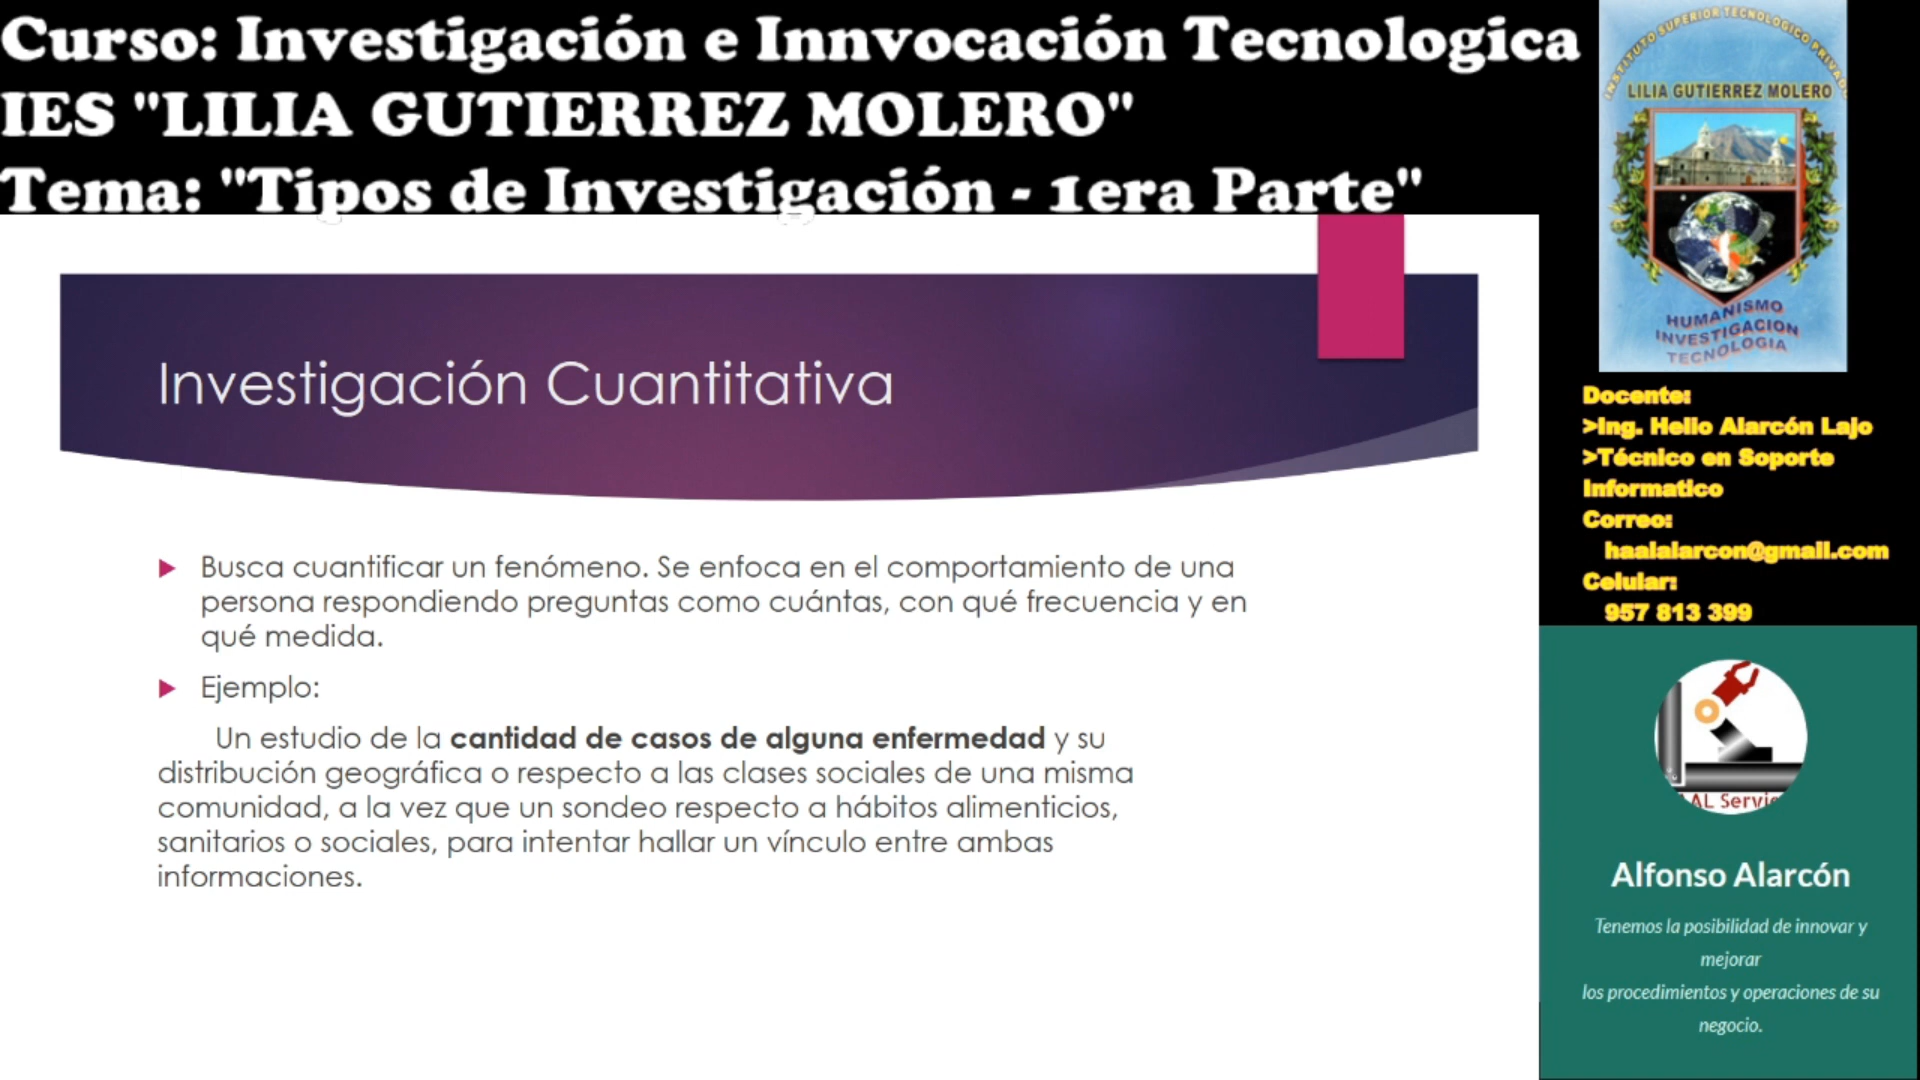 Curso: Investigación e Innvocación Tecnologica
IES "LILIA GUTIERREZ MOLERO"
Tema: "Tipos de Investigación - 1era Parte"
INSTITUTO SUPERIOR TECNOLOGICO PRIVADO
LILIA GUTIERREZ MOLERO
HUMANISMO
INVESTIGACION
TECNOLOGIA
Investigación Cuantitativa
Busca cuantificar un fenómeno. Se enfoca en el comportamiento de una
persona respondiendo preguntas como cuántas, con qué frecuencia y en
qué medida.
Ejemplo:
Un estudio de la cantidad de casos de alguna enfermedad y su
distribución geográfica o respecto a las clases sociales de una misma
comunidad, a la vez que un sondeo respecto a hábitos alimenticios,
sanitarios o sociales, para intentar hallar un vínculo entre ambas
informaciones.
Docente:
>Ing. Helio Alarcón Lajo
>Técnico en Soporte
Informatico
Correo:
haalalarcon@gmail.com
Celular:
957 813 399
AL Servic
Alfonso Alarcón
Tenemos la posibilidad de innovar y
mejorar
los procedimientos y operaciones de su
negocio.